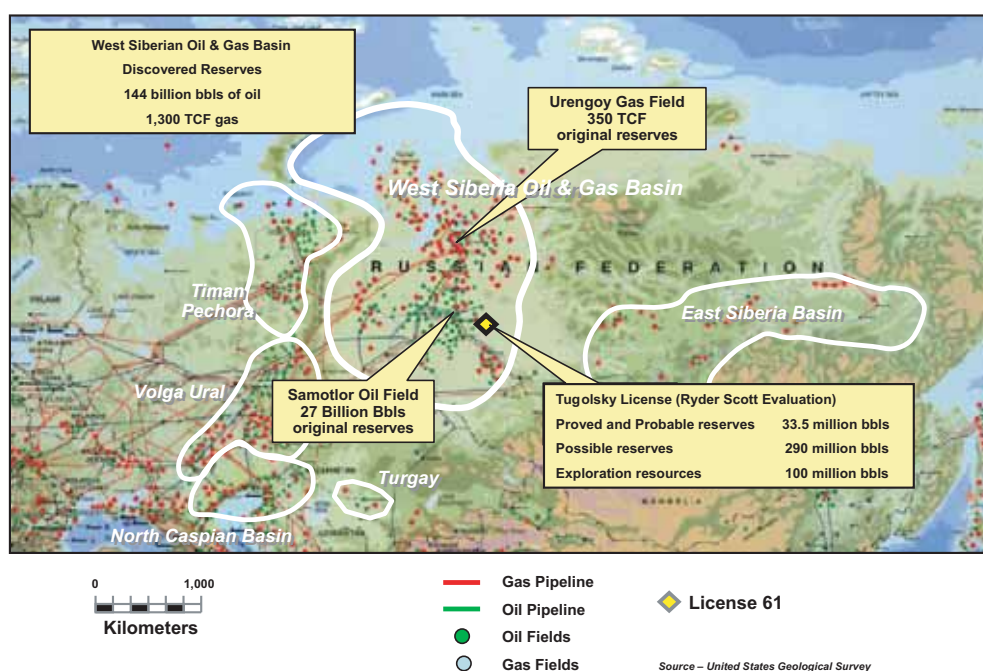 West Siberian Oil & Gas Basin
Discovered Reserves
144 billion bbls of oil
1,300 TCF gas
Urengoy Gas Field
350 TCF
original reserves
West Siberia Oil & Gas Basin
RUSSIAN FEDERATION
Timan
Pechora
East Siberia Basin
Volga Ural
Samotlor Oil Field
27 Billion Bbls
original reserves
Tugolsky License (Ryder Scott Evaluation)
Proved and Probable reserves 33.5 million bbls
Possible reserves 290 million bbls
Exploration resources 100 million bbls
Turgay
North Caspian Basin
MONGOLIA
0 1,000
Kilometers
Gas Pipeline
Oil Pipeline
Oil Fields
Gas Fields
License 61
Source – United States Geological Survey